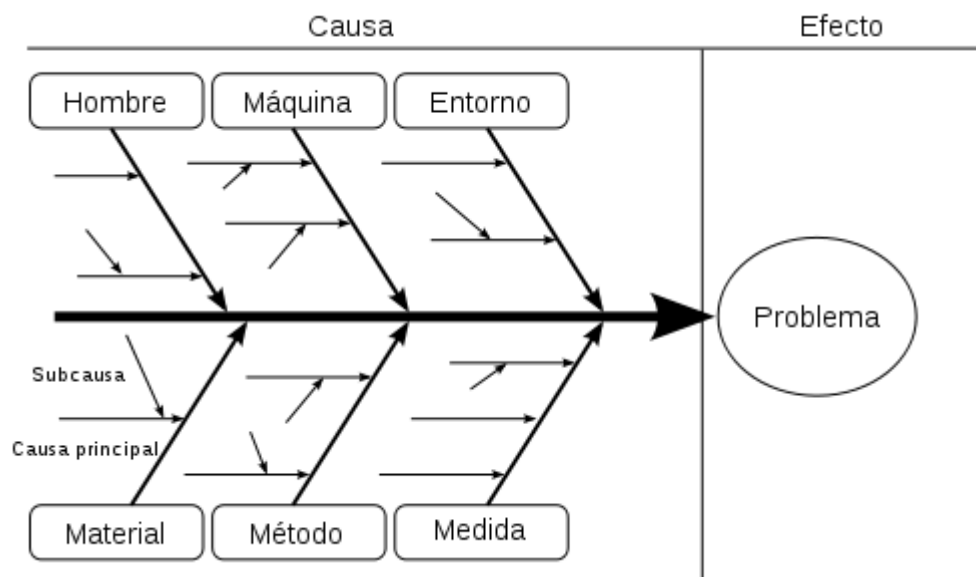 Causa
Efecto
Hombre
Máquina
Entorno
Problema
Subcausa
Causa principal
Material
Método
Medida